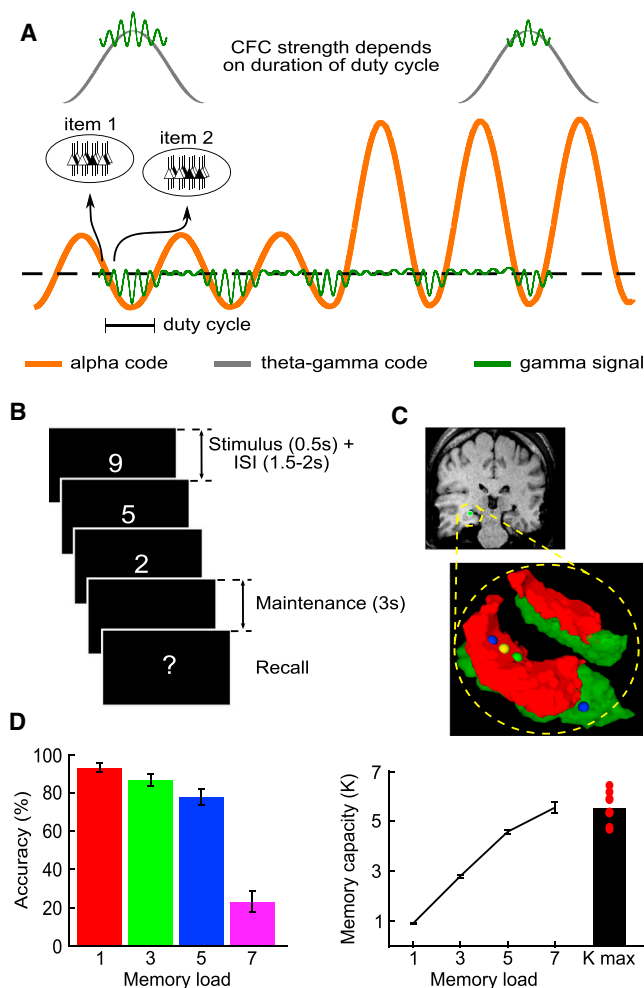 A
CFC strength depends
on duration of duty cycle
item 1
item 2
duty cycle
alpha code
theta-gamma code
gamma signal
B
9
5
2
?
Stimulus (0.5s) +
ISI (1.5-2s)
Maintenance (3s)
Recall
C
D
Accuracy (%)
100
80
60
40
20
0
1 3 5 7
Memory load
Memory capacity (K)
7
5
3
1
1 3 5 7 K max
Memory load